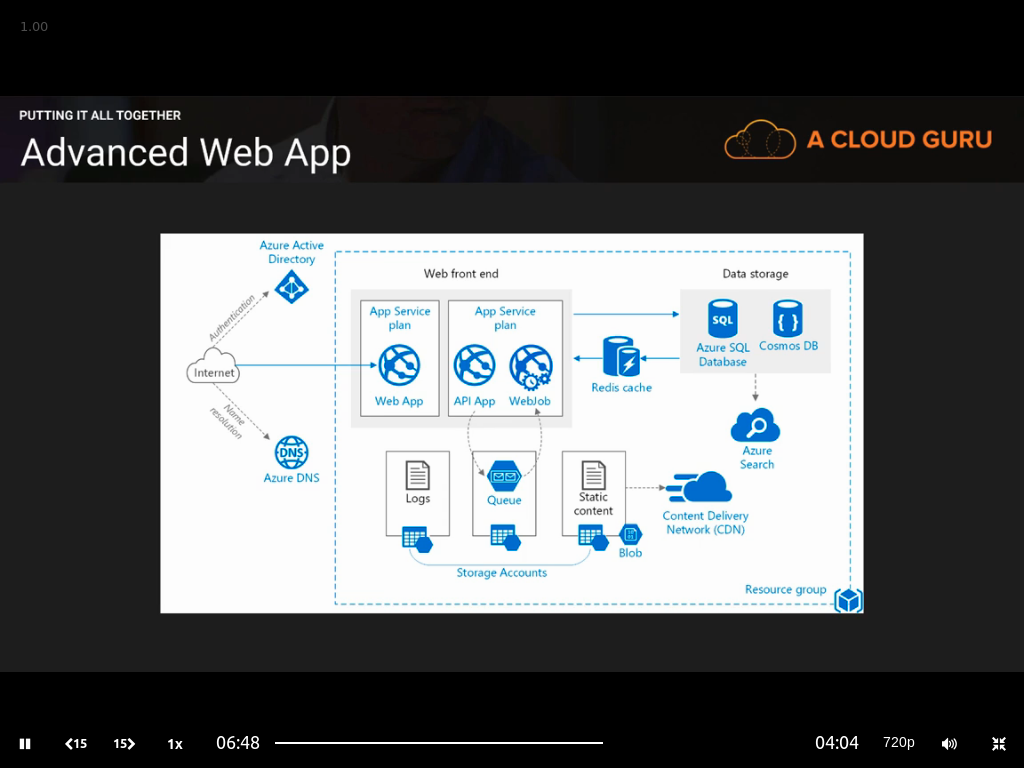 1.00
PUTTING IT ALL TOGETHER
Advanced Web App
A CLOUD GURU
Azure Active
Directory
Web front end
Data storage
Authentication
App Service
plan
App Service
plan
SQL
{ }
Azure SQL
Database
Cosmos DB
Internet
Web App
API App
WebJob
Redis cache
Name
resolution
DNS
Azure DNS
Azure
Search
Logs
Queue
Static
content
Content Delivery
Network (CDN)
Blob
Storage Accounts
Resource group
15
15
1x
06:48
04:04
720p